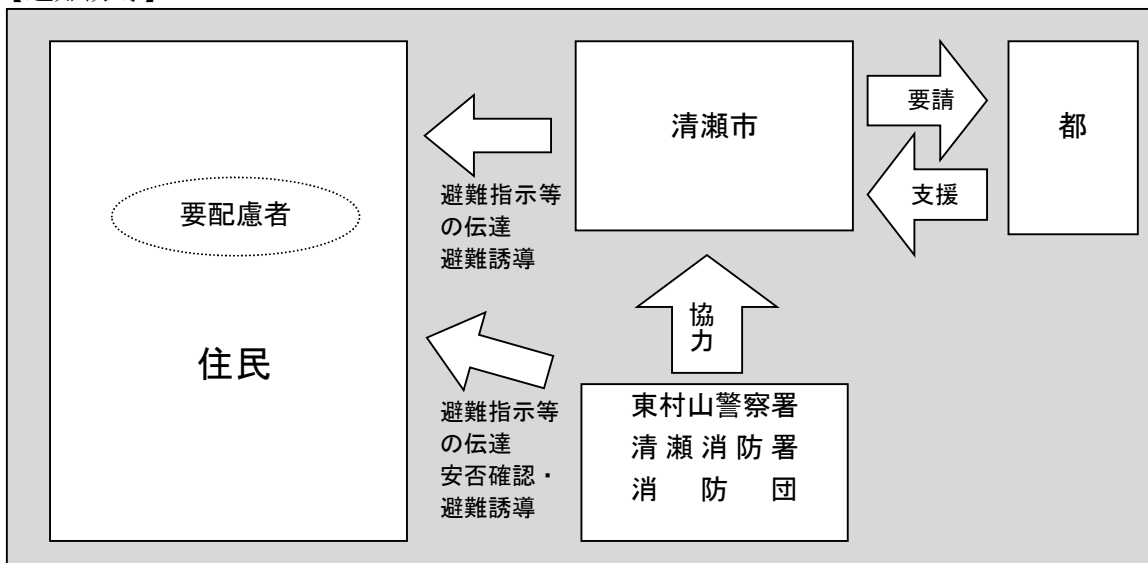 要配慮者
住民
避難指示等
の伝達
避難誘導
避難指示等
の伝達
安否確認・
避難誘導
清瀬市
協
力
東村山警察署
清瀬消防署
消防団
要請
支援
都